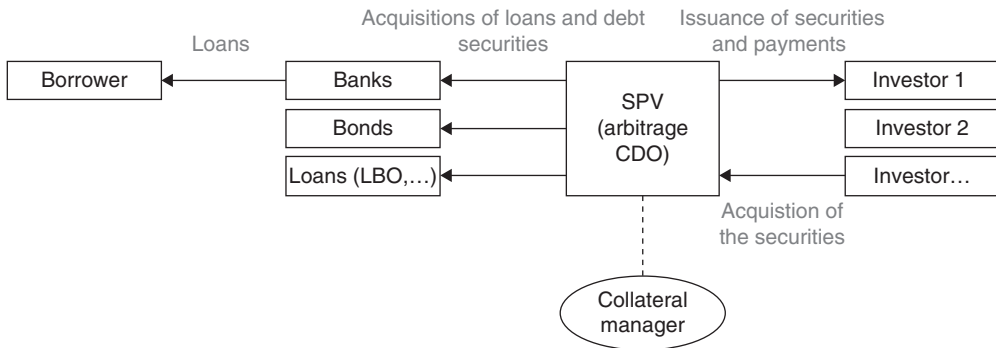 Acquisitions of loans and debt
securities
Issuance of securities
and payments
Loans
Borrower
Banks
SPV
(arbitrage
CDO)
Investor 1
Bonds
Investor 2
Loans (LBO,...)
Investor...
Acquistion of
the securities
Collateral
manager